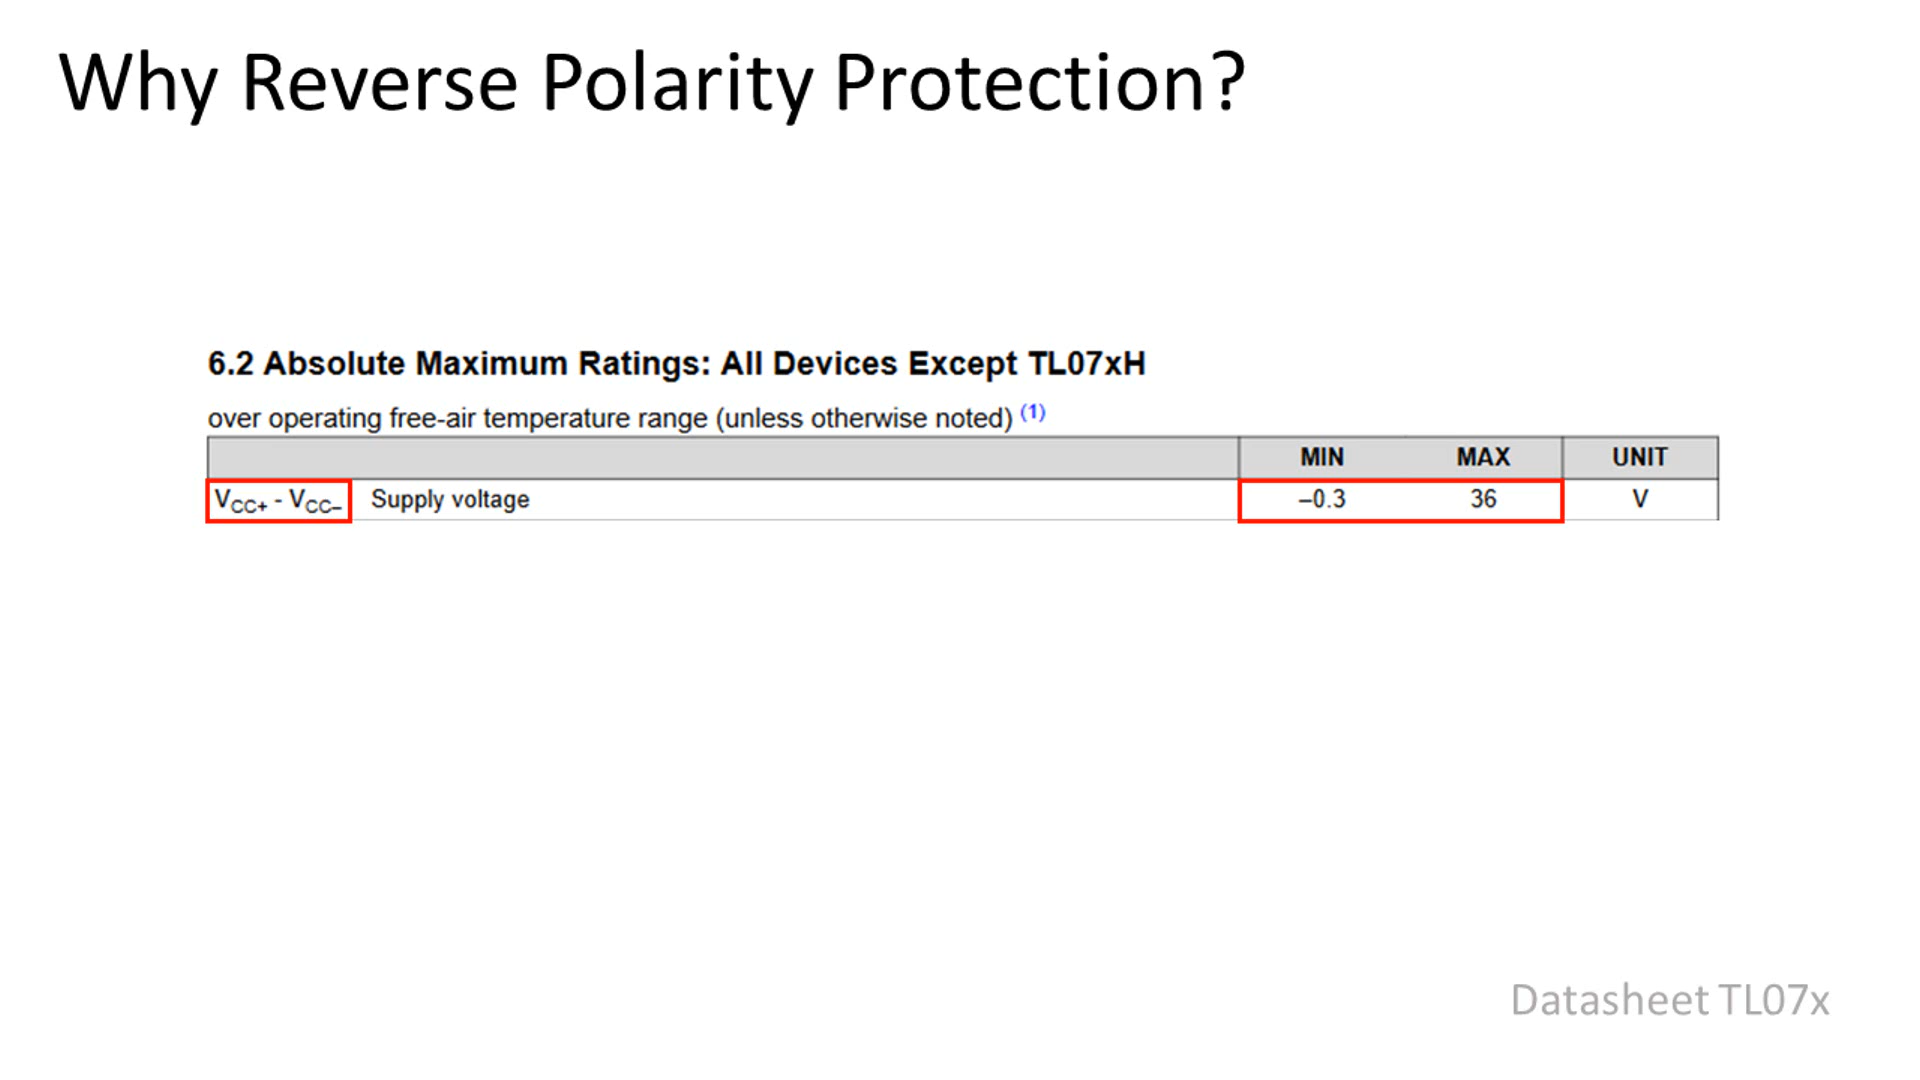 Why Reverse Polarity Protection?
6.2 Absolute Maximum Ratings: All Devices Except TL07xH
over operating free-air temperature range (unless otherwise noted) (1)
MIN MAX UNIT
VCC+ - VCC– Supply voltage –0.3 36 V
Datasheet TL07x